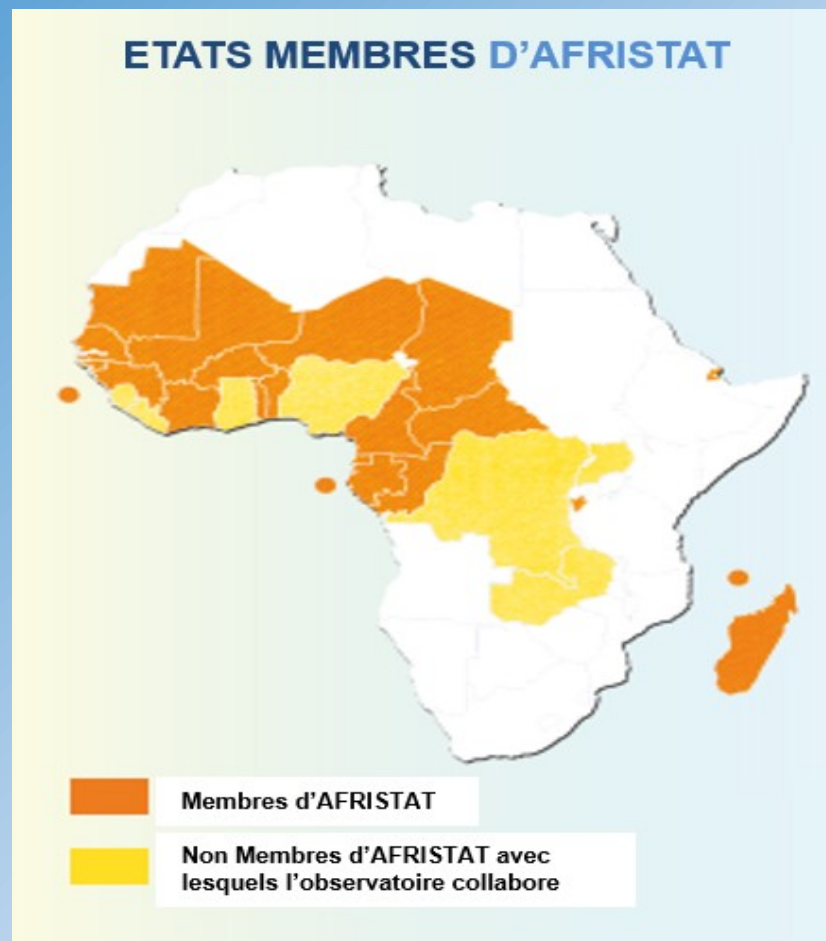 ETATS MEMBRES D'AFRISTAT
Membres d'AFRISTAT
Non Membres d'AFRISTAT avec
lesquels l'observatoire collabore